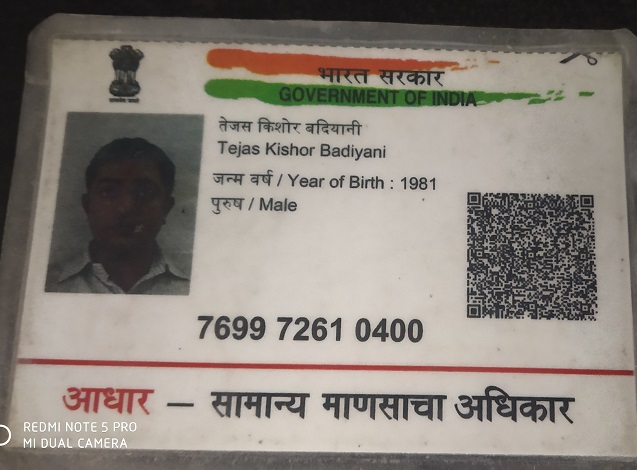 भारत सरकार
GOVERNMENT OF INDIA
तेजस किशोर बदियानी
Tejas Kishor Badiyani
जन्म वर्ष / Year of Birth : 1981
पुरुष / Male
7699 7261 0400
आधार – सामान्य माणसाचा अधिकार
REDMI NOTE 5 PRO
MI DUAL CAMERA